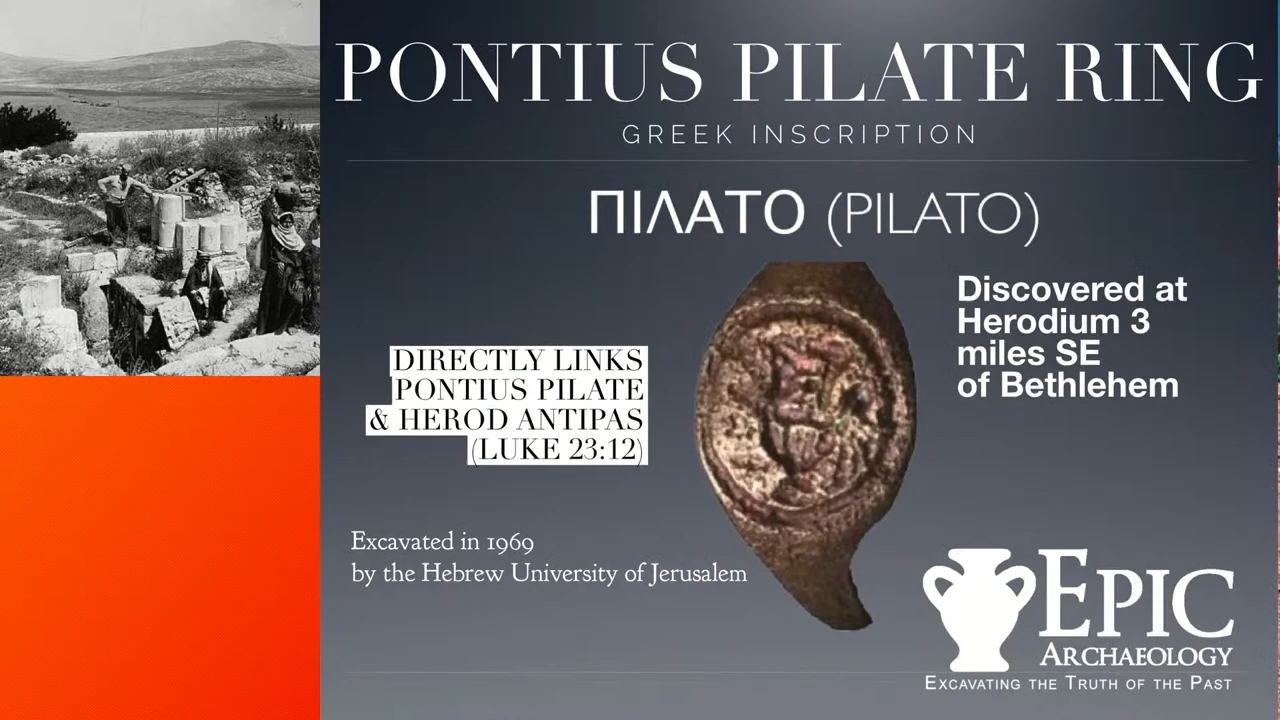 PONTIUS PILATE RING
GREEK INSCRIPTION
ΠΙΛΑΤΟ (PILATO)
Discovered at
Herodium 3
miles SE
of Bethlehem
DIRECTLY LINKS
PONTIUS PILATE
& HEROD ANTIPAS
(LUKE 23:12)
Excavated in 1969
by the Hebrew University of Jerusalem
EPIC
ARCHAEOLOGY
EXCAVATING THE TRUTH OF THE PAST